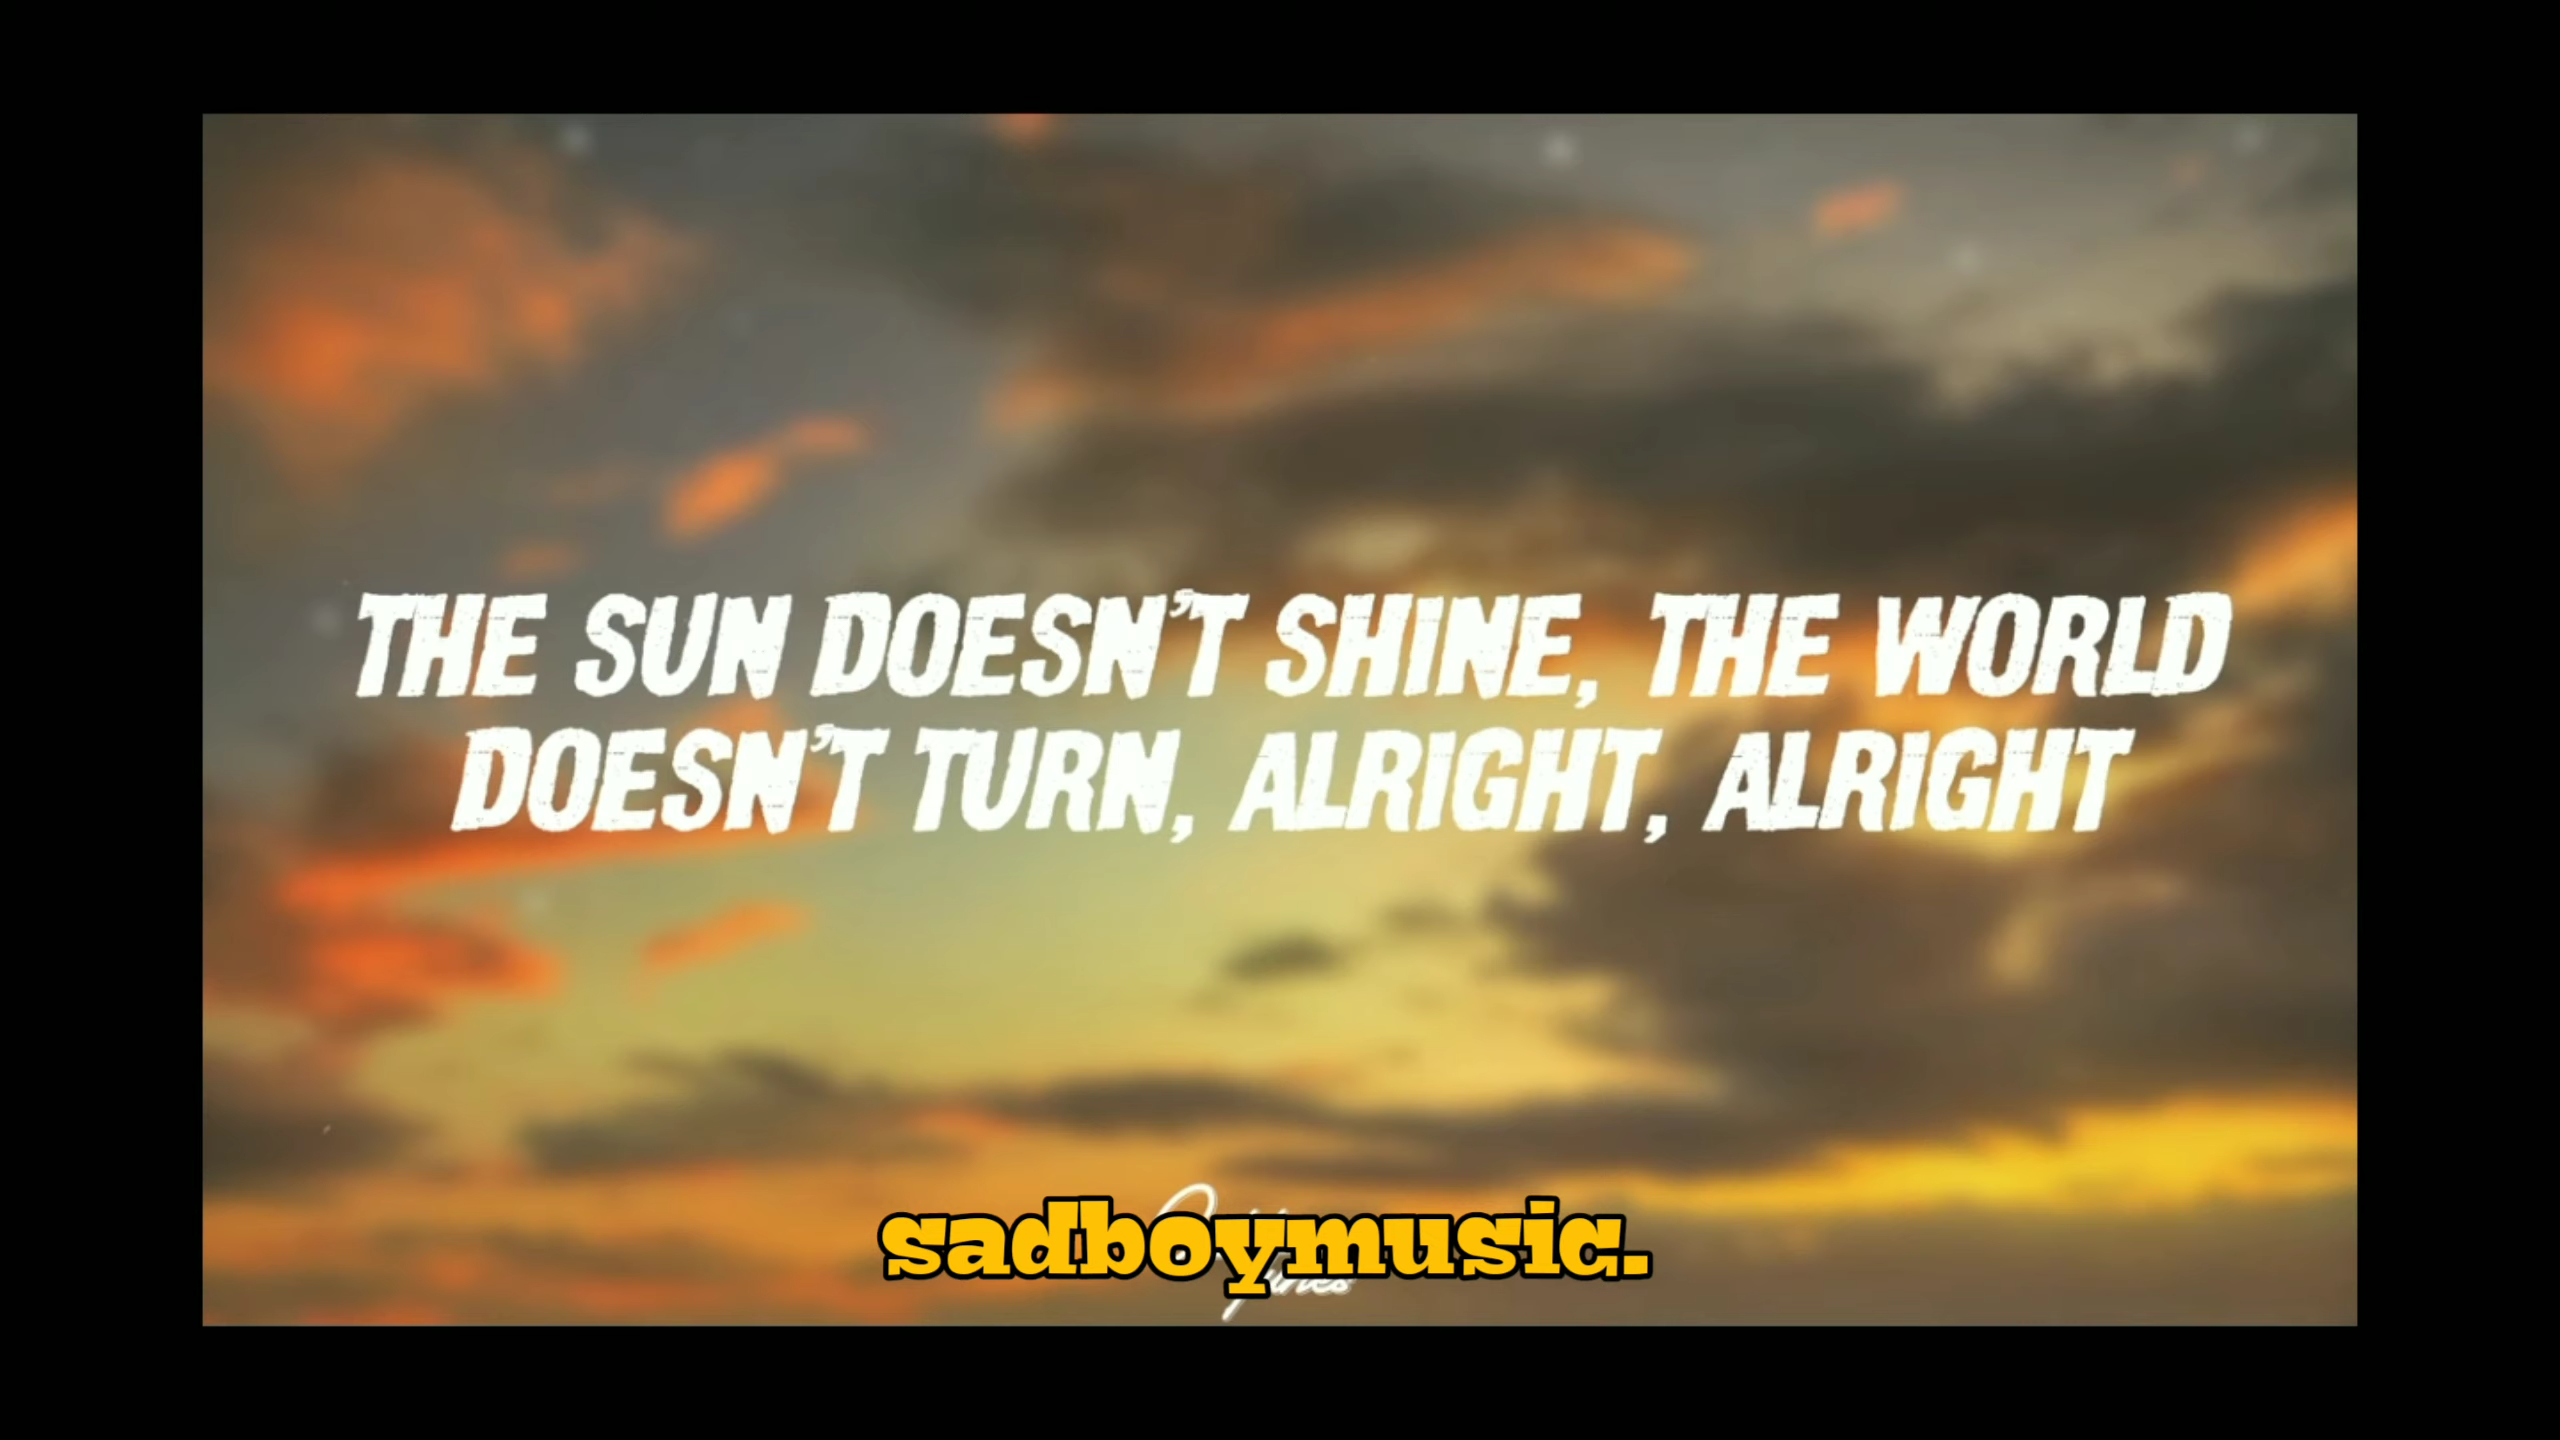 THE SUN DOESN'T SHINE, THE WORLD
DOESN'T TURN, ALRIGHT, ALRIGHT
sadboymusic.